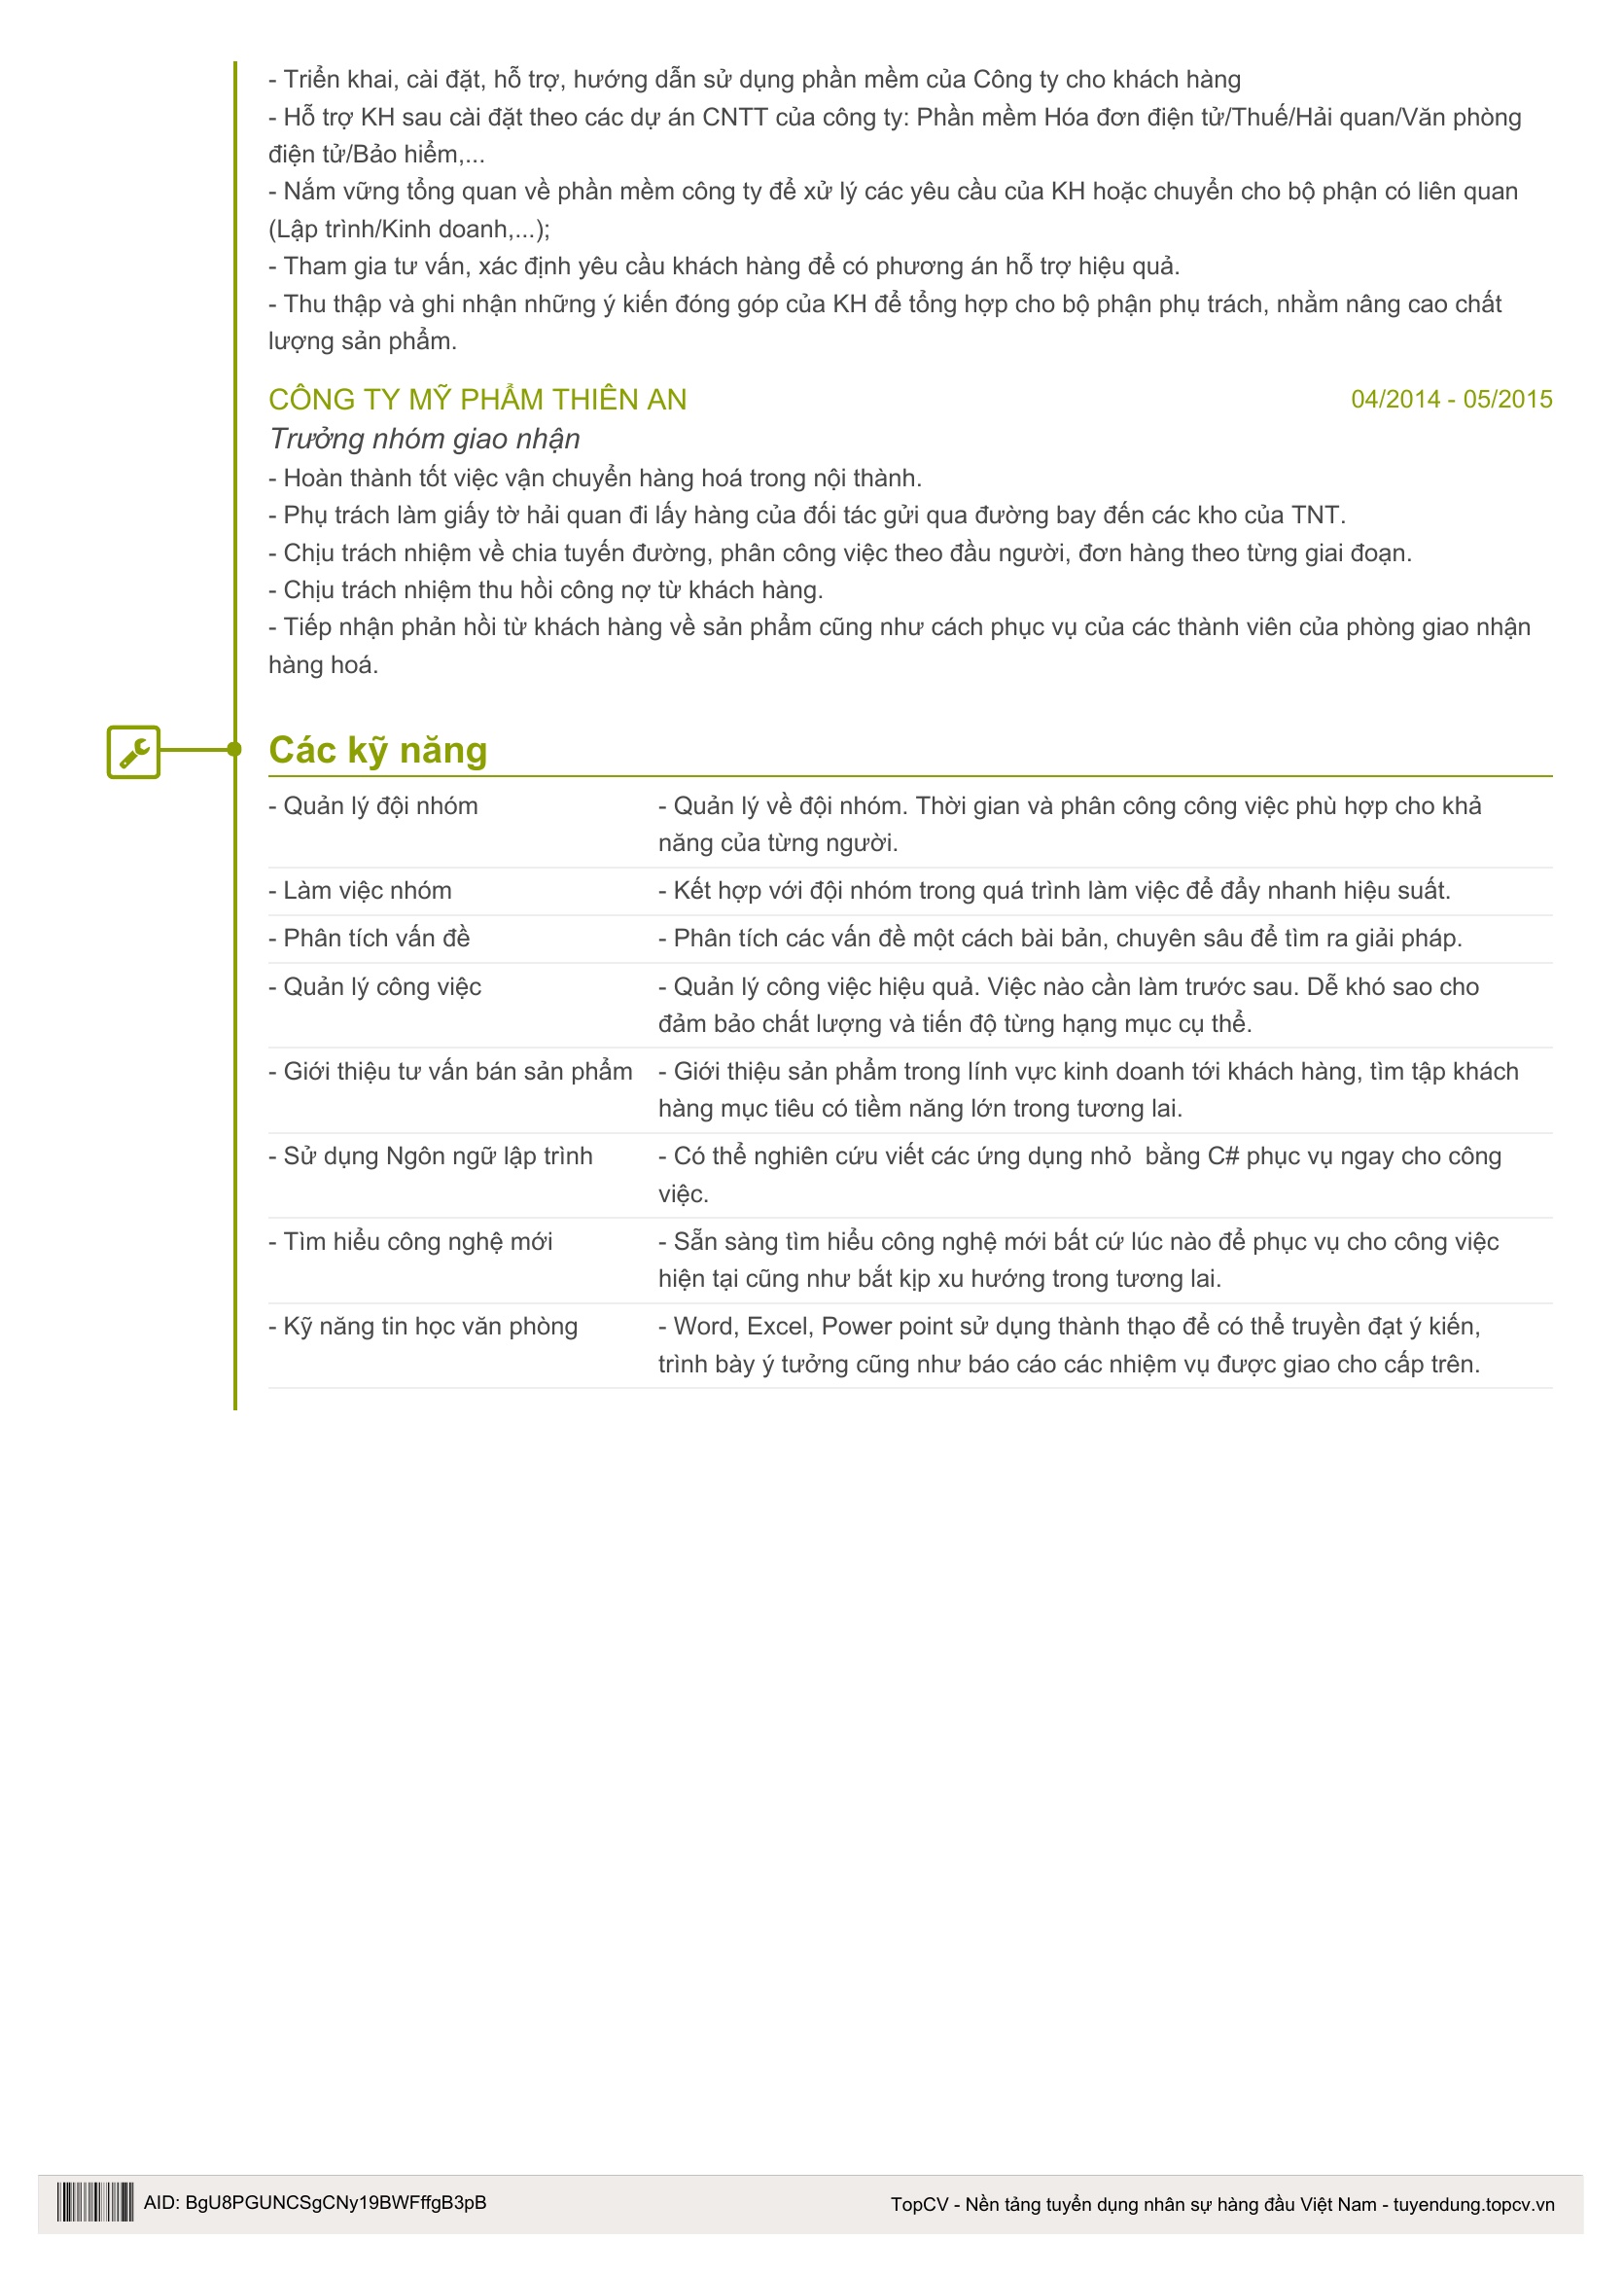 - Triển khai, cài đặt, hỗ trợ, hướng dẫn sử dụng phần mềm của Công ty cho khách hàng
- Hỗ trợ KH sau cài đặt theo các dự án CNTT của công ty: Phần mềm Hóa đơn điện tử/Thuế/Hải quan/Văn phòng
điện tử/Bảo hiểm,...
- Nắm vững tổng quan về phần mềm công ty để xử lý các yêu cầu của KH hoặc chuyển cho bộ phận có liên quan
(Lập trình/Kinh doanh,...);
- Tham gia tư vấn, xác định yêu cầu khách hàng để có phương án hỗ trợ hiệu quả.
- Thu thập và ghi nhận những ý kiến đóng góp của KH để tổng hợp cho bộ phận phụ trách, nhằm nâng cao chất
lượng sản phẩm.
CÔNG TY MỸ PHẨM THIÊN AN 04/2014 - 05/2015
Trưởng nhóm giao nhận
- Hoàn thành tốt việc vận chuyển hàng hoá trong nội thành.
- Phụ trách làm giấy tờ hải quan đi lấy hàng của đối tác gửi qua đường bay đến các kho của TNT.
- Chịu trách nhiệm về chia tuyến đường, phân công việc theo đầu người, đơn hàng theo từng giai đoạn.
- Chịu trách nhiệm thu hồi công nợ từ khách hàng.
- Tiếp nhận phản hồi từ khách hàng về sản phẩm cũng như cách phục vụ của các thành viên của phòng giao nhận
hàng hoá.
Các kỹ năng
- Quản lý đội nhóm - Quản lý về đội nhóm. Thời gian và phân công công việc phù hợp cho khả
năng của từng người.
- Làm việc nhóm - Kết hợp với đội nhóm trong quá trình làm việc để đẩy nhanh hiệu suất.
- Phân tích vấn đề - Phân tích các vấn đề một cách bài bản, chuyên sâu để tìm ra giải pháp.
- Quản lý công việc - Quản lý công việc hiệu quả. Việc nào cần làm trước sau. Dễ khó sao cho
đảm bảo chất lượng và tiến độ từng hạng mục cụ thể.
- Giới thiệu tư vấn bán sản phẩm - Giới thiệu sản phẩm trong lính vực kinh doanh tới khách hàng, tìm tập khách
hàng mục tiêu có tiềm năng lớn trong tương lai.
- Sử dụng Ngôn ngữ lập trình - Có thể nghiên cứu viết các ứng dụng nhỏ  bằng C# phục vụ ngay cho công
việc.
- Tìm hiểu công nghệ mới - Sẵn sàng tìm hiểu công nghệ mới bất cứ lúc nào để phục vụ cho công việc
hiện tại cũng như bắt kịp xu hướng trong tương lai.
- Kỹ năng tin học văn phòng - Word, Excel, Power point sử dụng thành thạo để có thể truyền đạt ý kiến,
trình bày ý tưởng cũng như báo cáo các nhiệm vụ được giao cho cấp trên.
AID: BgU8PGUNCSgCNy19BWFffgB3pB TopCV - Nền tảng tuyển dụng nhân sự hàng đầu Việt Nam - tuyendung.topcv.vn